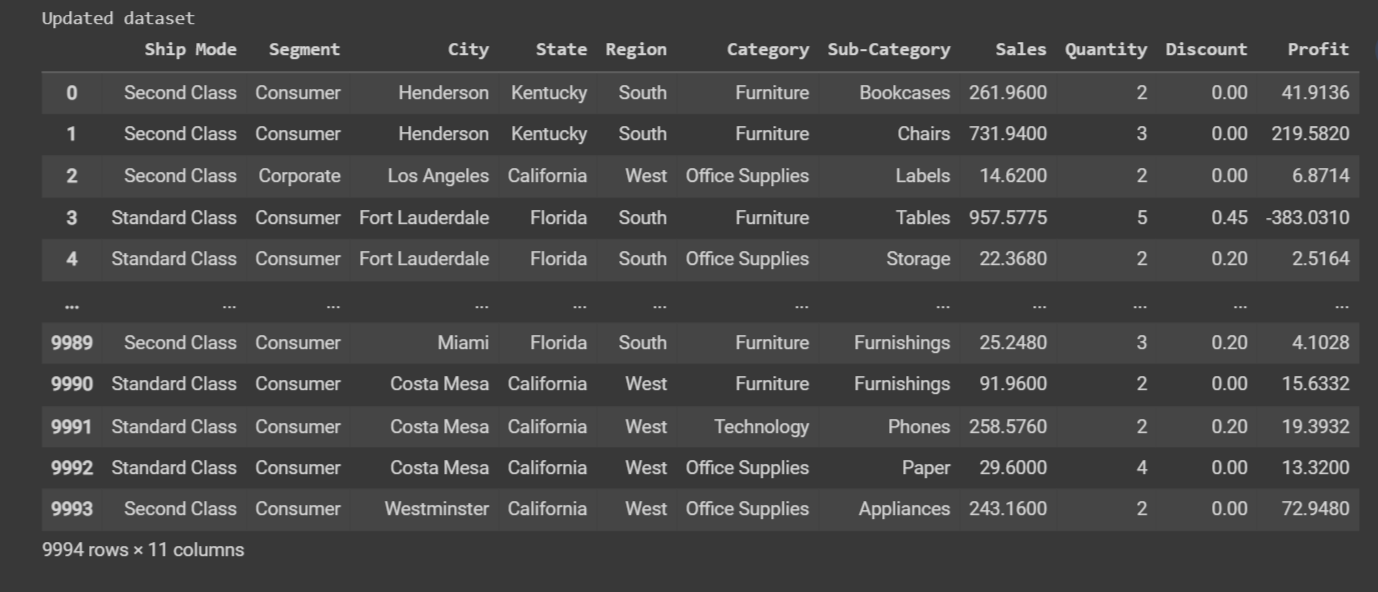 Updated dataset
Ship Mode Segment City State Region Category Sub-Category Sales Quantity Discount Profit
0 Second Class Consumer Henderson Kentucky South Furniture Bookcases 261.9600 2 0.00 41.9136
1 Second Class Consumer Henderson Kentucky South Furniture Chairs 731.9400 3 0.00 219.5820
2 Second Class Corporate Los Angeles California West Office Supplies Labels 14.6200 2 0.00 6.8714
3 Standard Class Consumer Fort Lauderdale Florida South Furniture Tables 957.5775 5 0.45 -383.0310
4 Standard Class Consumer Fort Lauderdale Florida South Office Supplies Storage 22.3680 2 0.20 2.5164
... ... ... ... ... ... ... ... ... ... ... ...
9989 Second Class Consumer Miami Florida South Furniture Furnishings 25.2480 3 0.20 4.1028
9990 Standard Class Consumer Costa Mesa California West Furniture Furnishings 91.9600 2 0.00 15.6332
9991 Standard Class Consumer Costa Mesa California West Technology Phones 258.5760 2 0.20 19.3932
9992 Standard Class Consumer Costa Mesa California West Office Supplies Paper 29.6000 4 0.00 13.3200
9993 Second Class Consumer Westminster California West Office Supplies Appliances 243.1600 2 0.00 72.9480
9994 rows × 11 columns